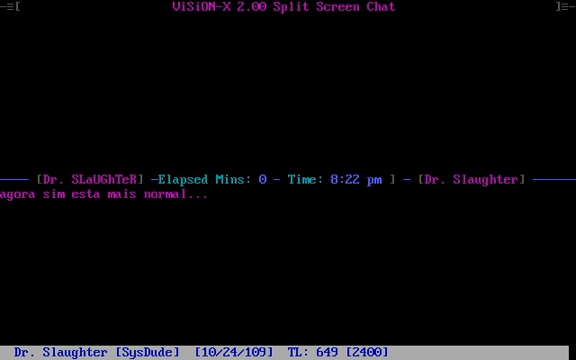 ─≡[ ViSiON-X 2.00 Split Screen Chat ]≡─
──── [Dr. SLaUGhTeR] ─Elapsed Mins: 0 ─ Time: 8:22 pm ] ─ [Dr. Slaughter] ──────
agora sim esta mais normal...
Dr. Slaughter [SysDude] [10/24/109] TL: 649 [2400]